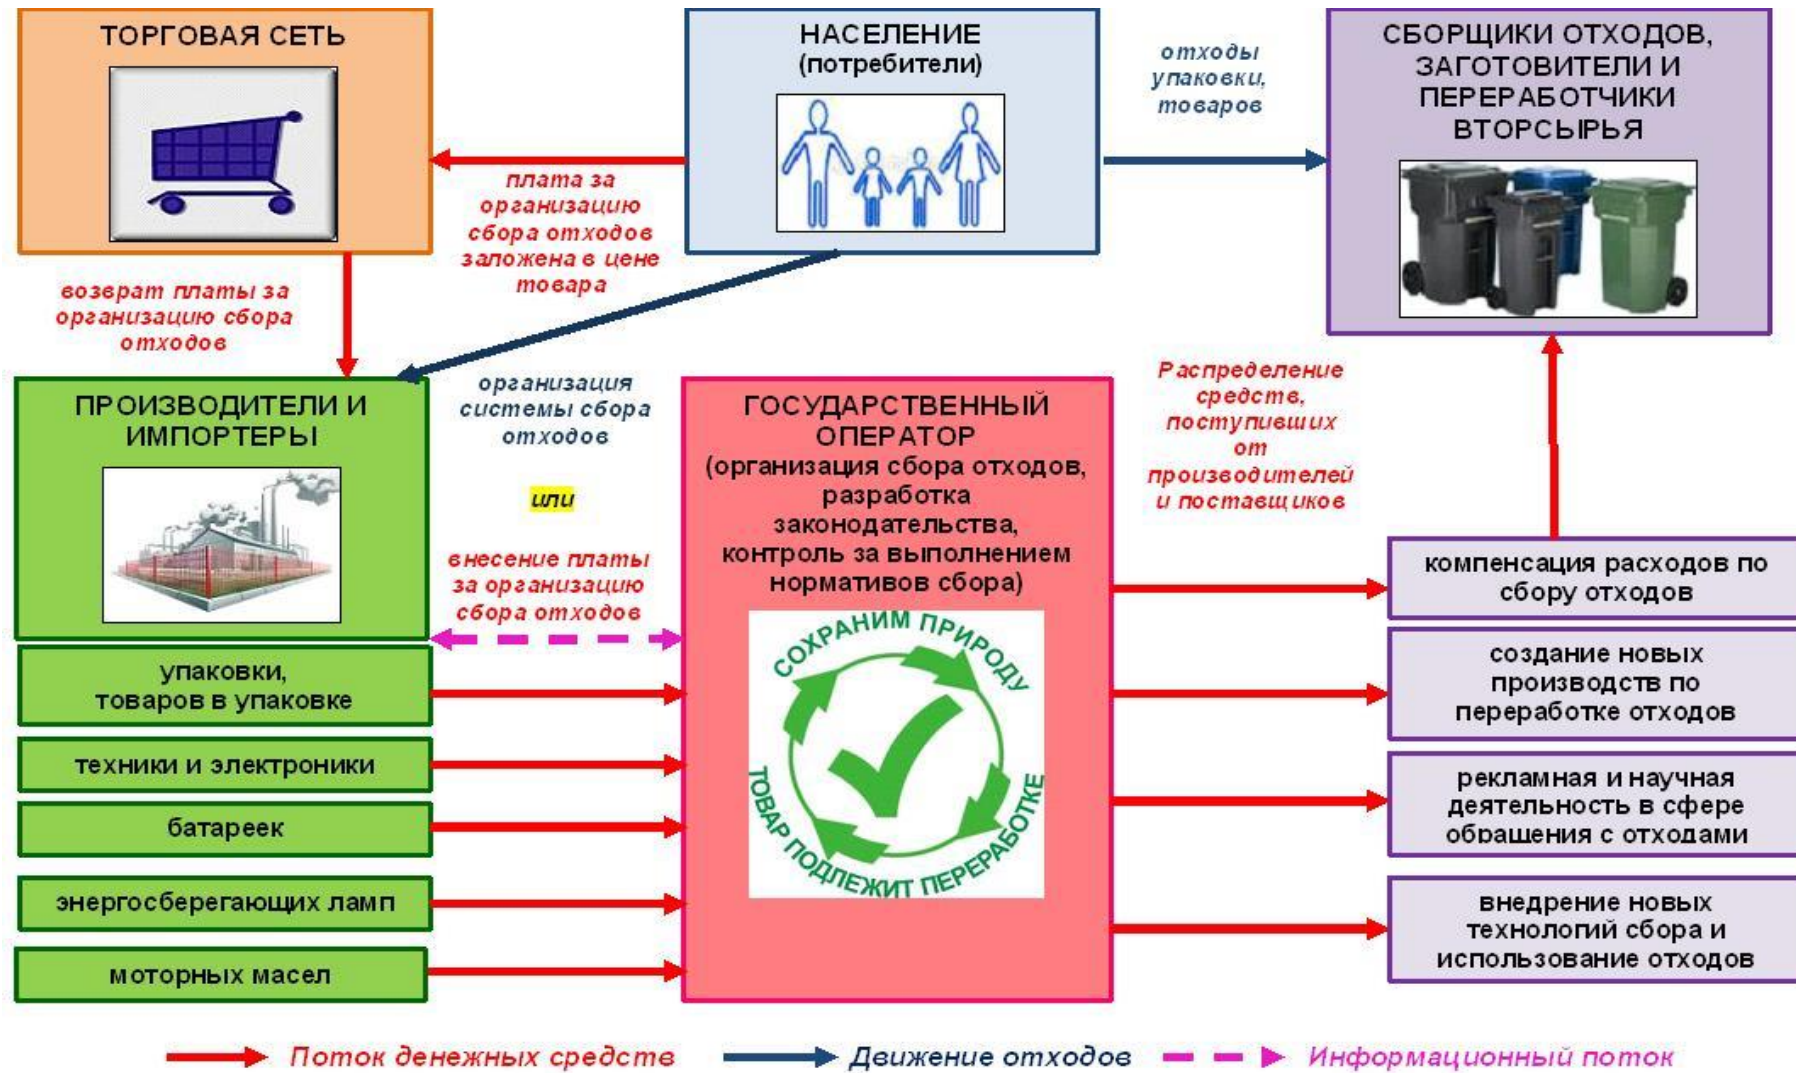 ТОРГОВАЯ СЕТЬ
НАСЕЛЕНИЕ
(потребители)
отходы
упаковки,
товаров
СБОРЩИКИ ОТХОДОВ,
ЗАГОТОВИТЕЛИ И
ПЕРЕРАБОТЧИКИ
ВТОРСЫРЬЯ
плата за
организацию
сбора отходов
заложена в цене
товара
возврат платы за
организацию сбора
отходов
ПРОИЗВОДИТЕЛИ И
ИМПОРТЕРЫ
организация
системы сбора
отходов
или
внесение платы
за организацию
сбора отходов
ГОСУДАРСТВЕННЫЙ
ОПЕРАТОР
(организация сбора отходов,
разработка
законодательства,
контроль за выполнением
нормативов сбора)
СОХРАНИМ ПРИРОДУ
ТОВАР ПОДЛЕЖИТ ПЕРЕРАБОТКЕ
Распределение
средств,
поступивших
от
производителей
и поставщиков
упаковки,
товаров в упаковке
техники и электроники
батареек
энергосберегающих ламп
моторных масел
компенсация расходов по
сбору отходов
создание новых
производств по
переработке отходов
рекламная и научная
деятельность в сфере
обращения с отходами
внедрение новых
технологий сбора и
использование отходов
Поток денежных средств
Движение отходов
Информационный поток